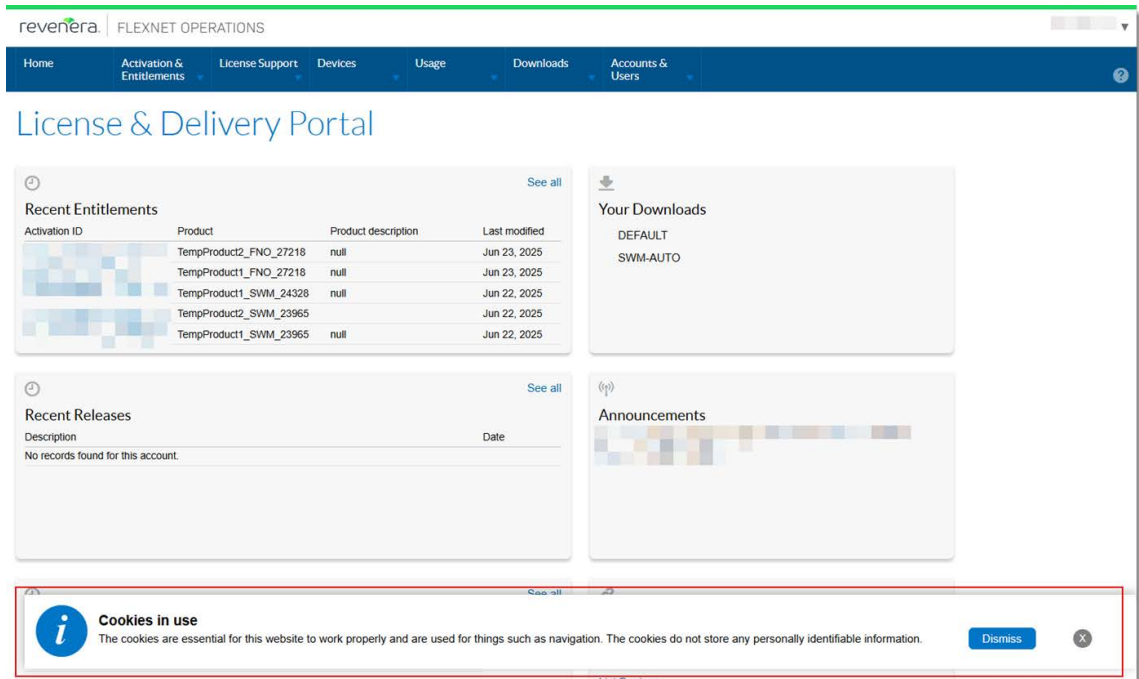 revenera. FLEXNET OPERATIONS
Home Activation & Entitlements License Support Devices Usage Downloads Accounts & Users
License & Delivery Portal
See all
Recent Entitlements
Activation ID Product Product description Last modified
TempProduct2_FNO_27218 null Jun 23, 2025
TempProduct1_FNO_27218 null Jun 23, 2025
TempProduct1_SWM_24328 null Jun 22, 2025
TempProduct2_SWM_23965 Jun 22, 2025
TempProduct1_SWM_23965 null Jun 22, 2025
Your Downloads
DEFAULT
SWM-AUTO
See all
Recent Releases
Description Date
No records found for this account.
Announcements
See all
Cookies in use
The cookies are essential for this website to work properly and are used for things such as navigation. The cookies do not store any personally identifiable information.
Dismiss X